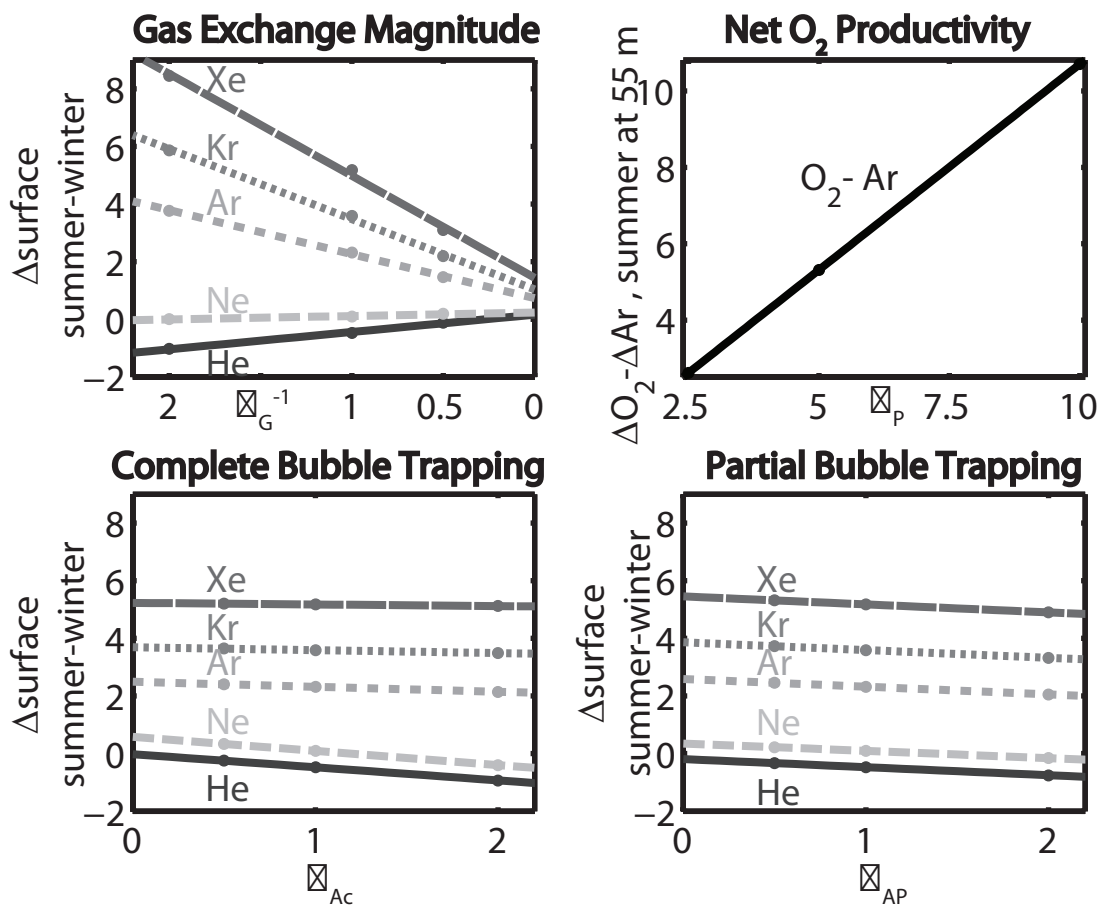 Gas Exchange Magnitude
Δsurface
summer-winter
8
6
4
2
0
−2
Xe
Kr
Ar
Ne
He
2
1
0.5
0
G-1
Net O2 Productivity
ΔO2-ΔAr , summer at 55 m
10
8
6
4
O2- Ar
2.5
5
7.5
10
P
Complete Bubble Trapping
Δsurface
summer-winter
8
6
4
2
0
−2
Xe
Kr
Ar
Ne
He
0
1
2
Ac
Partial Bubble Trapping
Δsurface
summer-winter
8
6
4
2
0
−2
Xe
Kr
Ar
Ne
He
0
1
2
AP